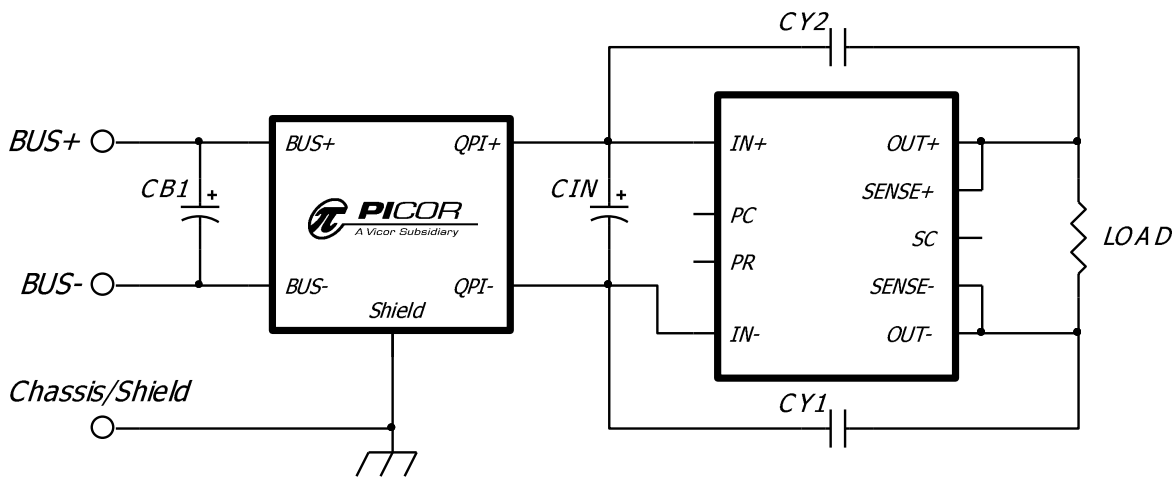 CY2
BUS+
BUS+
QPI+
IN+
OUT+
CB1
+
CIN
+
SENSE+
π PICOR
A Vicor Subsidiary
PC
SC
LOAD
PR
BUS-
BUS-
QPI-
SENSE-
Shield
IN-
OUT-
Chassis/Shield
CY1